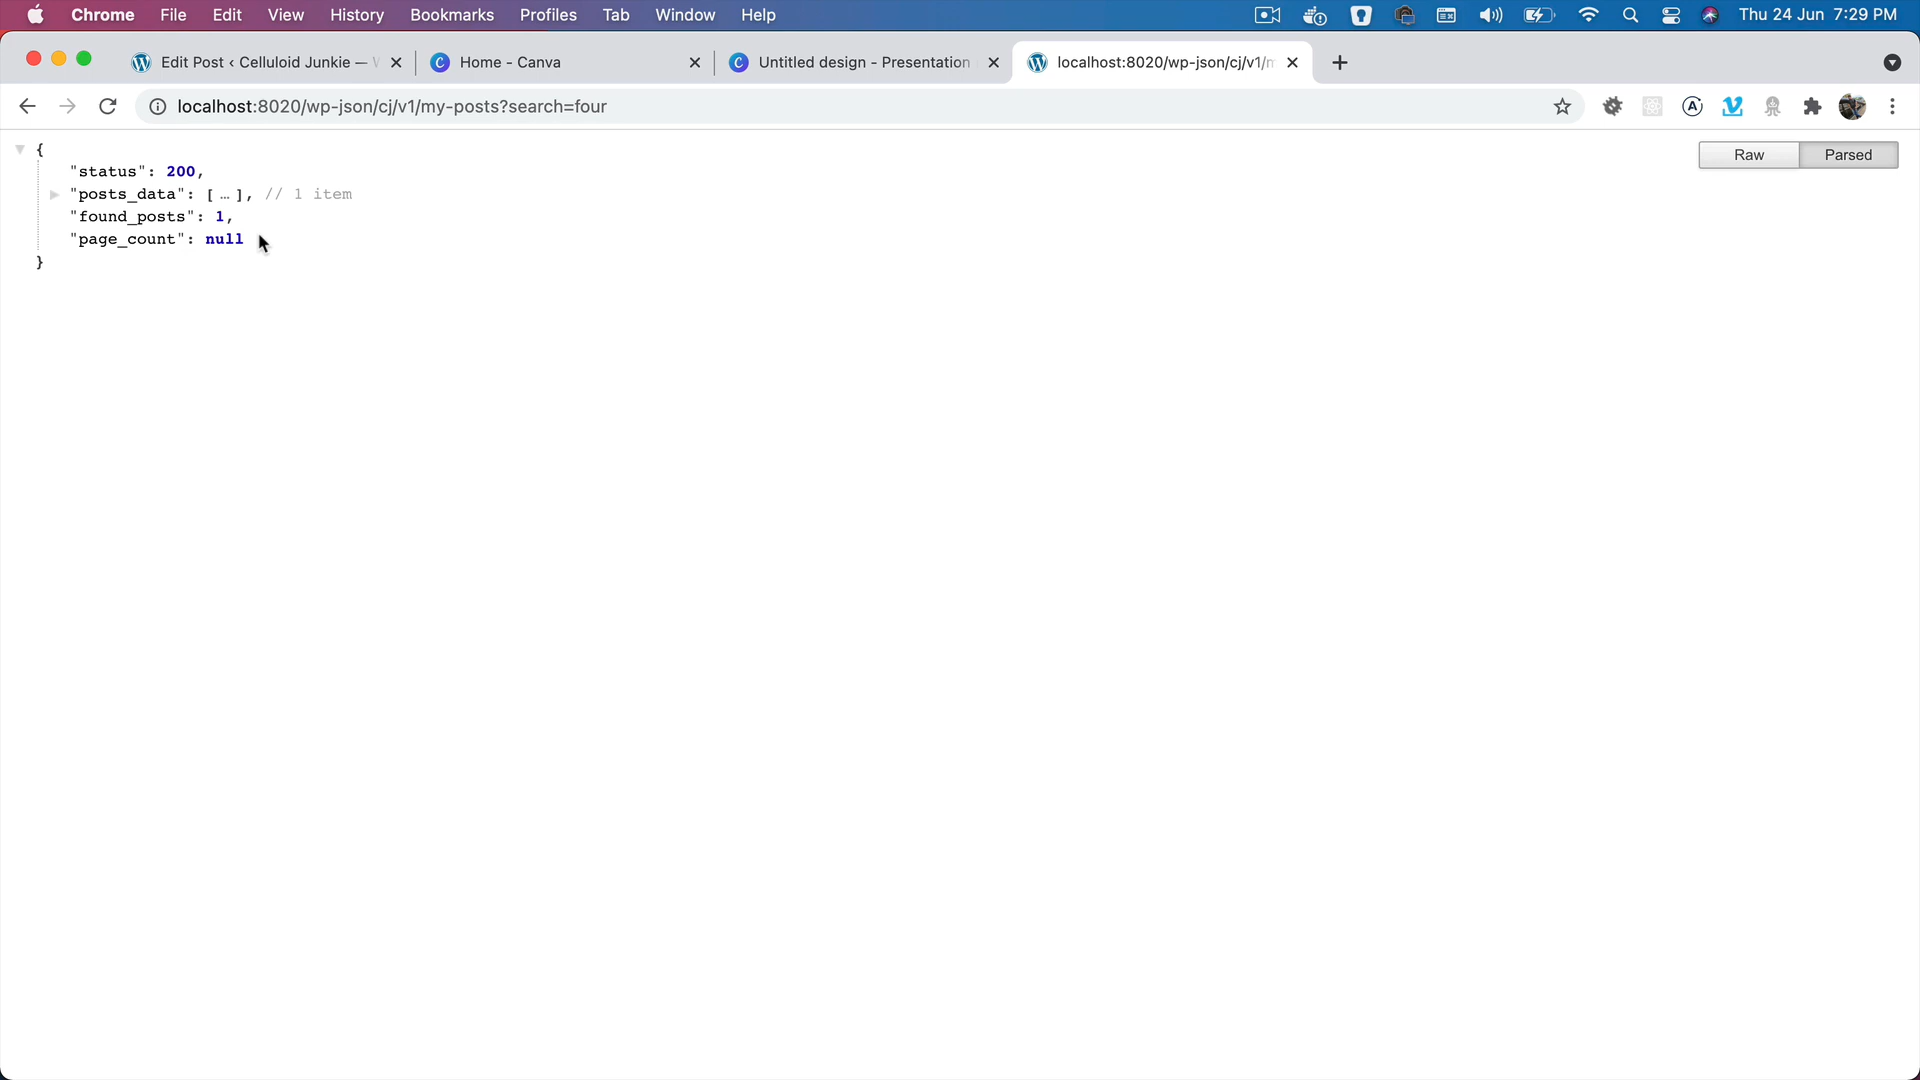 Chrome File Edit View History Bookmarks Profiles Tab Window Help Thu 24 Jun 7:29 PM
Edit Post ‹ Celluloid Junkie — W Home - Canva Untitled design - Presentation localhost:8020/wp-json/cj/v1/m
localhost:8020/wp-json/cj/v1/my-posts?search=four
Raw Parsed
{
"status": 200,
"posts_data": [ … ], // 1 item
"found_posts": 1,
"page_count": null
}